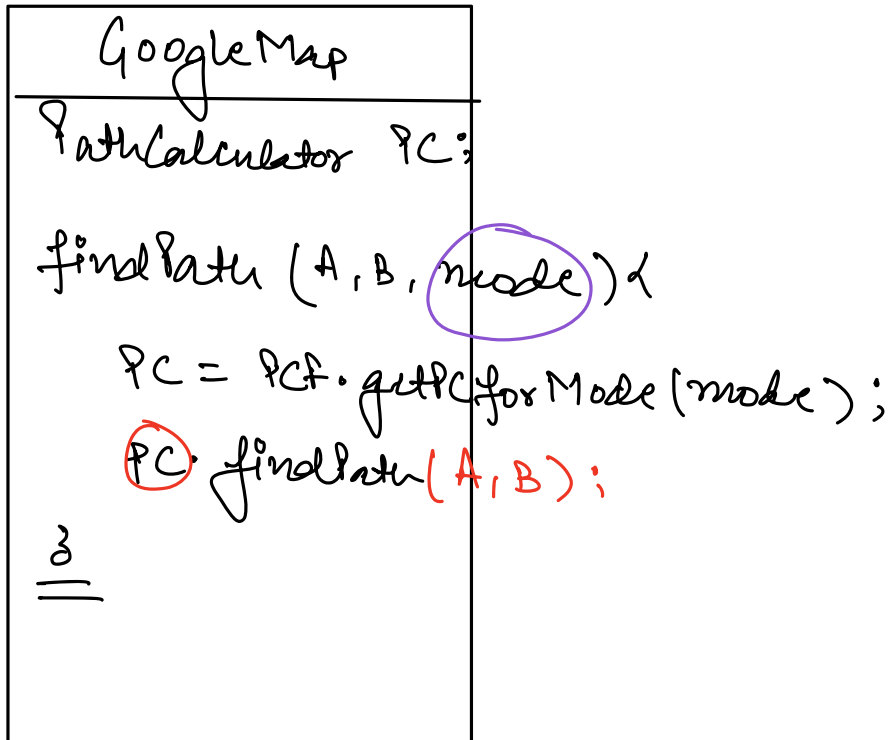 GoogleMap
PathCalculator PC;
findPath (A, B, mode) {
PC = PCF. getPCforMode (mode);
PC. findPath (A, B);
}